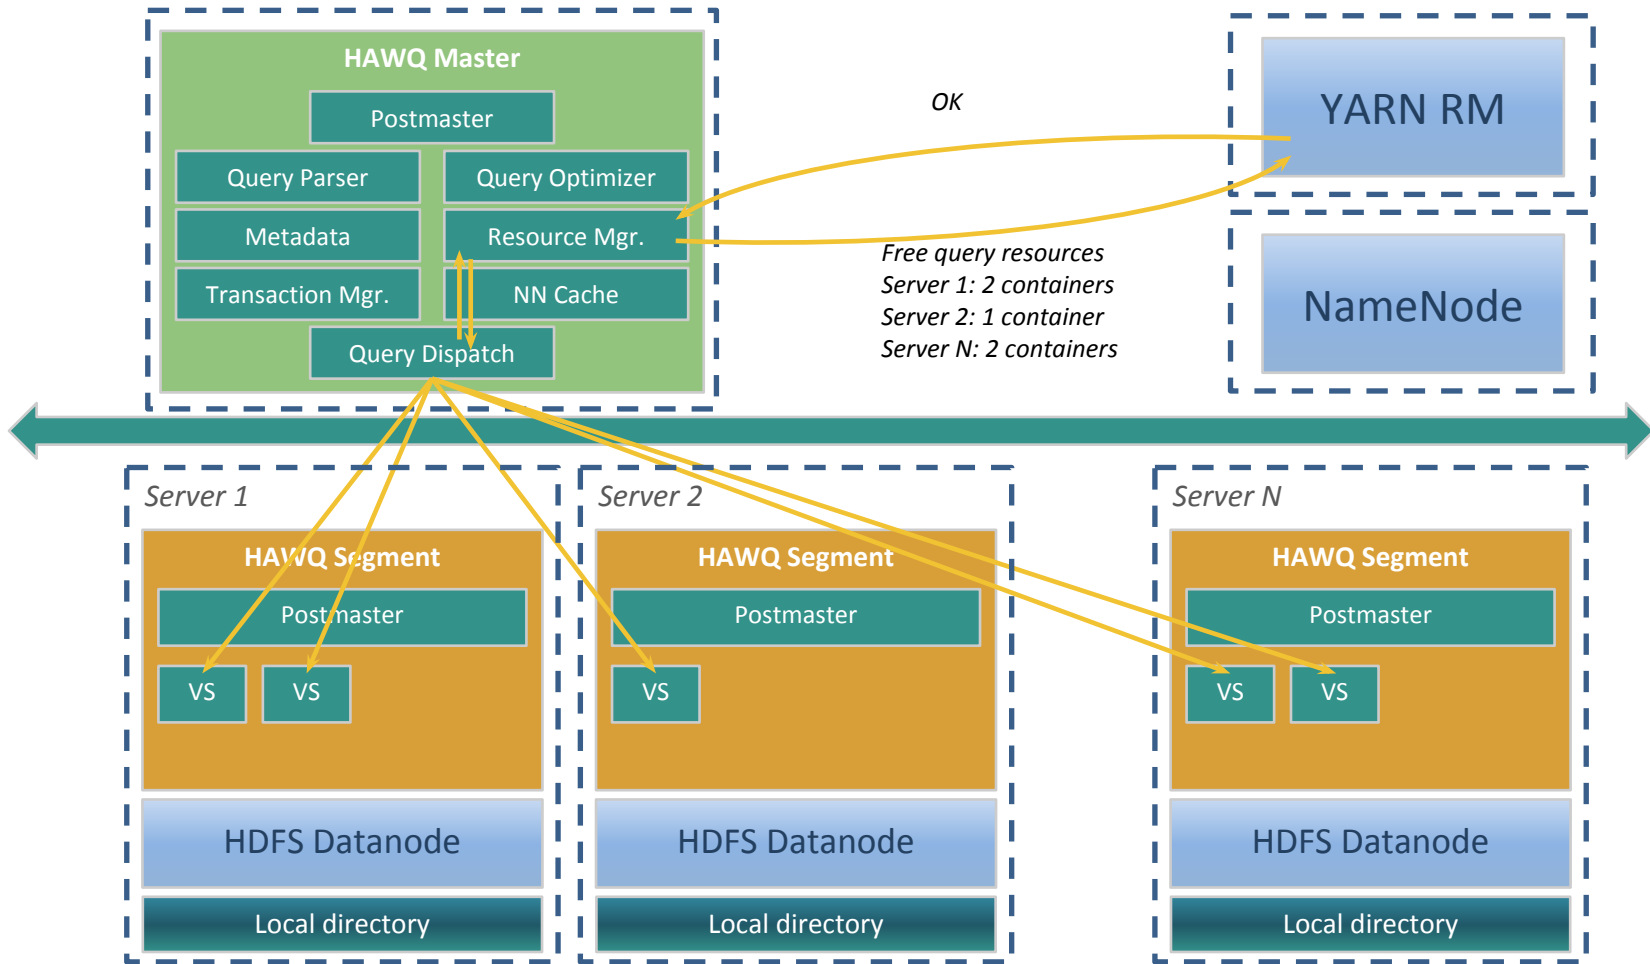 HAWQ Master
Postmaster
Query Parser
Query Optimizer
Metadata
Resource Mgr.
Transaction Mgr.
NN Cache
Query Dispatch
OK
Free query resources
Server 1: 2 containers
Server 2: 1 container
Server N: 2 containers
YARN RM
NameNode
Server 1
HAWQ Segment
Postmaster
VS
VS
HDFS Datanode
Local directory
Server 2
HAWQ Segment
Postmaster
VS
HDFS Datanode
Local directory
Server N
HAWQ Segment
Postmaster
VS
VS
HDFS Datanode
Local directory